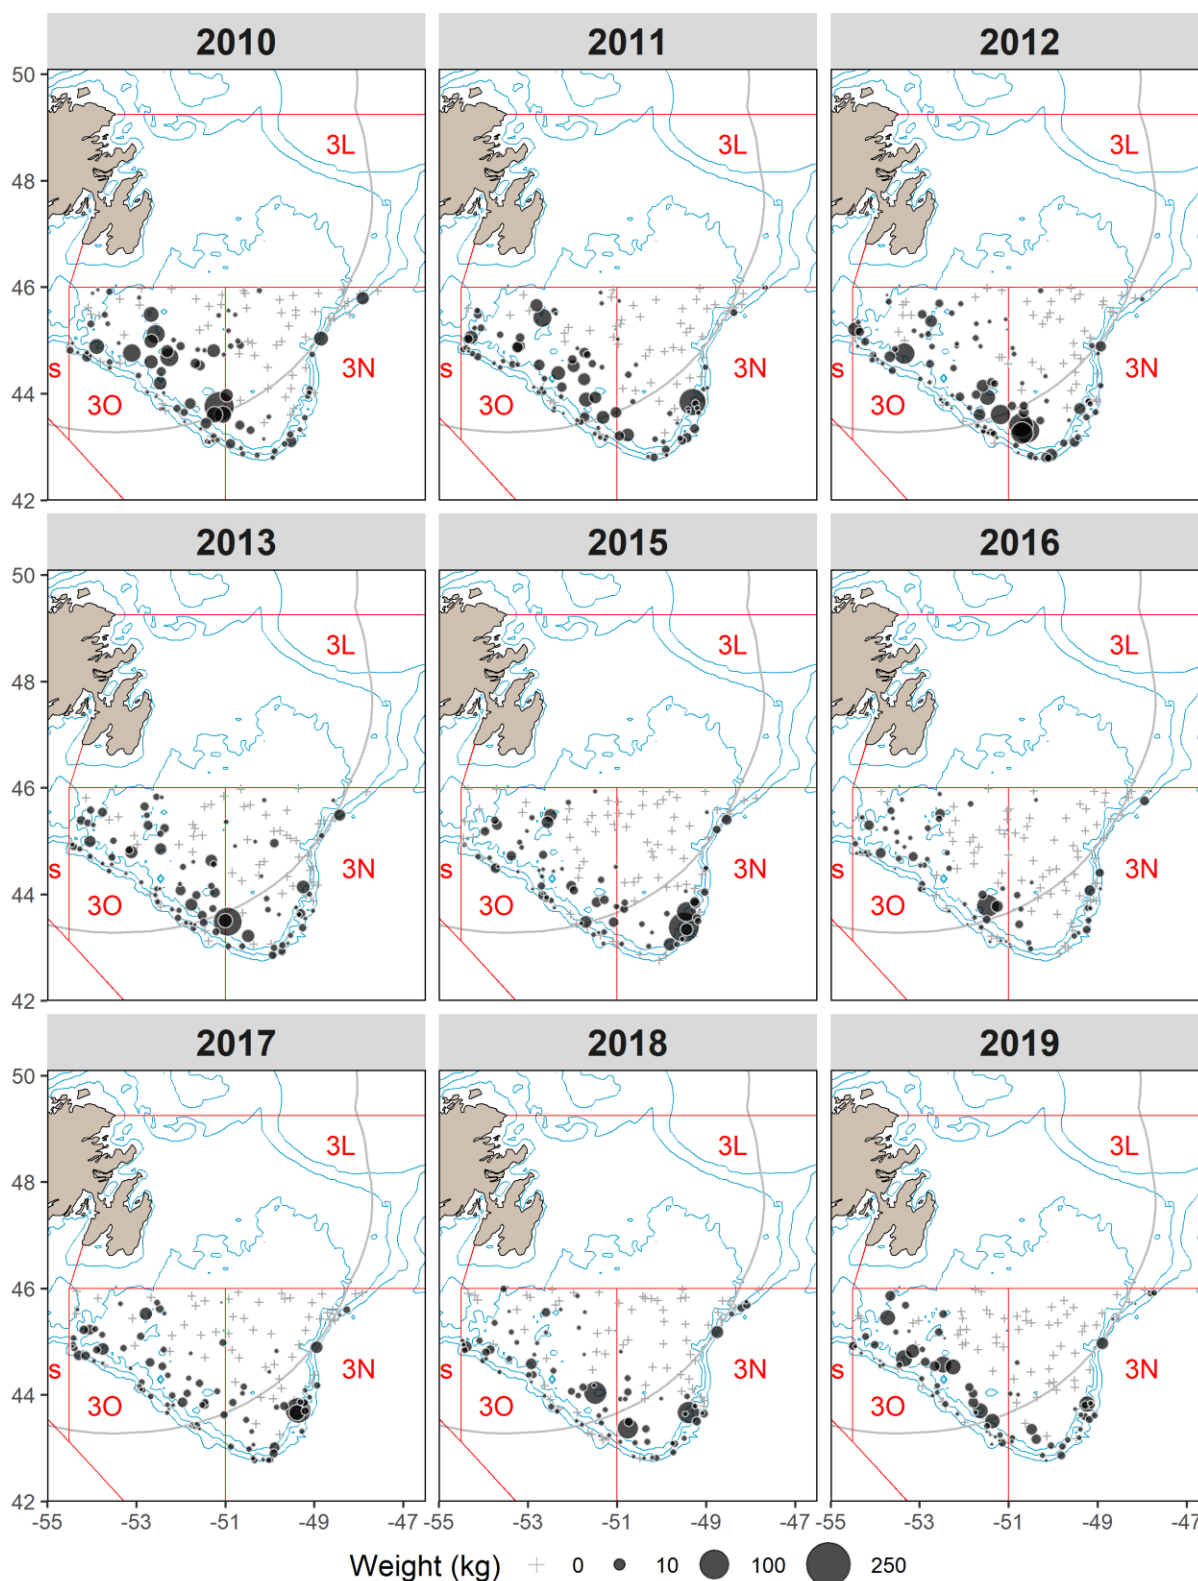 2010 2011 2012
50
48
46
44
42
3L 3L 3L
3N 3N 3N
S 3O S 3O S 3O
2013 2015 2016
50
48
46
44
42
3L 3L 3L
3N 3N 3N
S 3O S 3O S 3O
2017 2018 2019
50
48
46
44
42
3L 3L 3L
3N 3N 3N
S 3O S 3O S 3O
-55 -53 -51 -49 -47 -55 -53 -51 -49 -47 -55 -53 -51 -49 -47
Weight (kg) 0 10 100 250